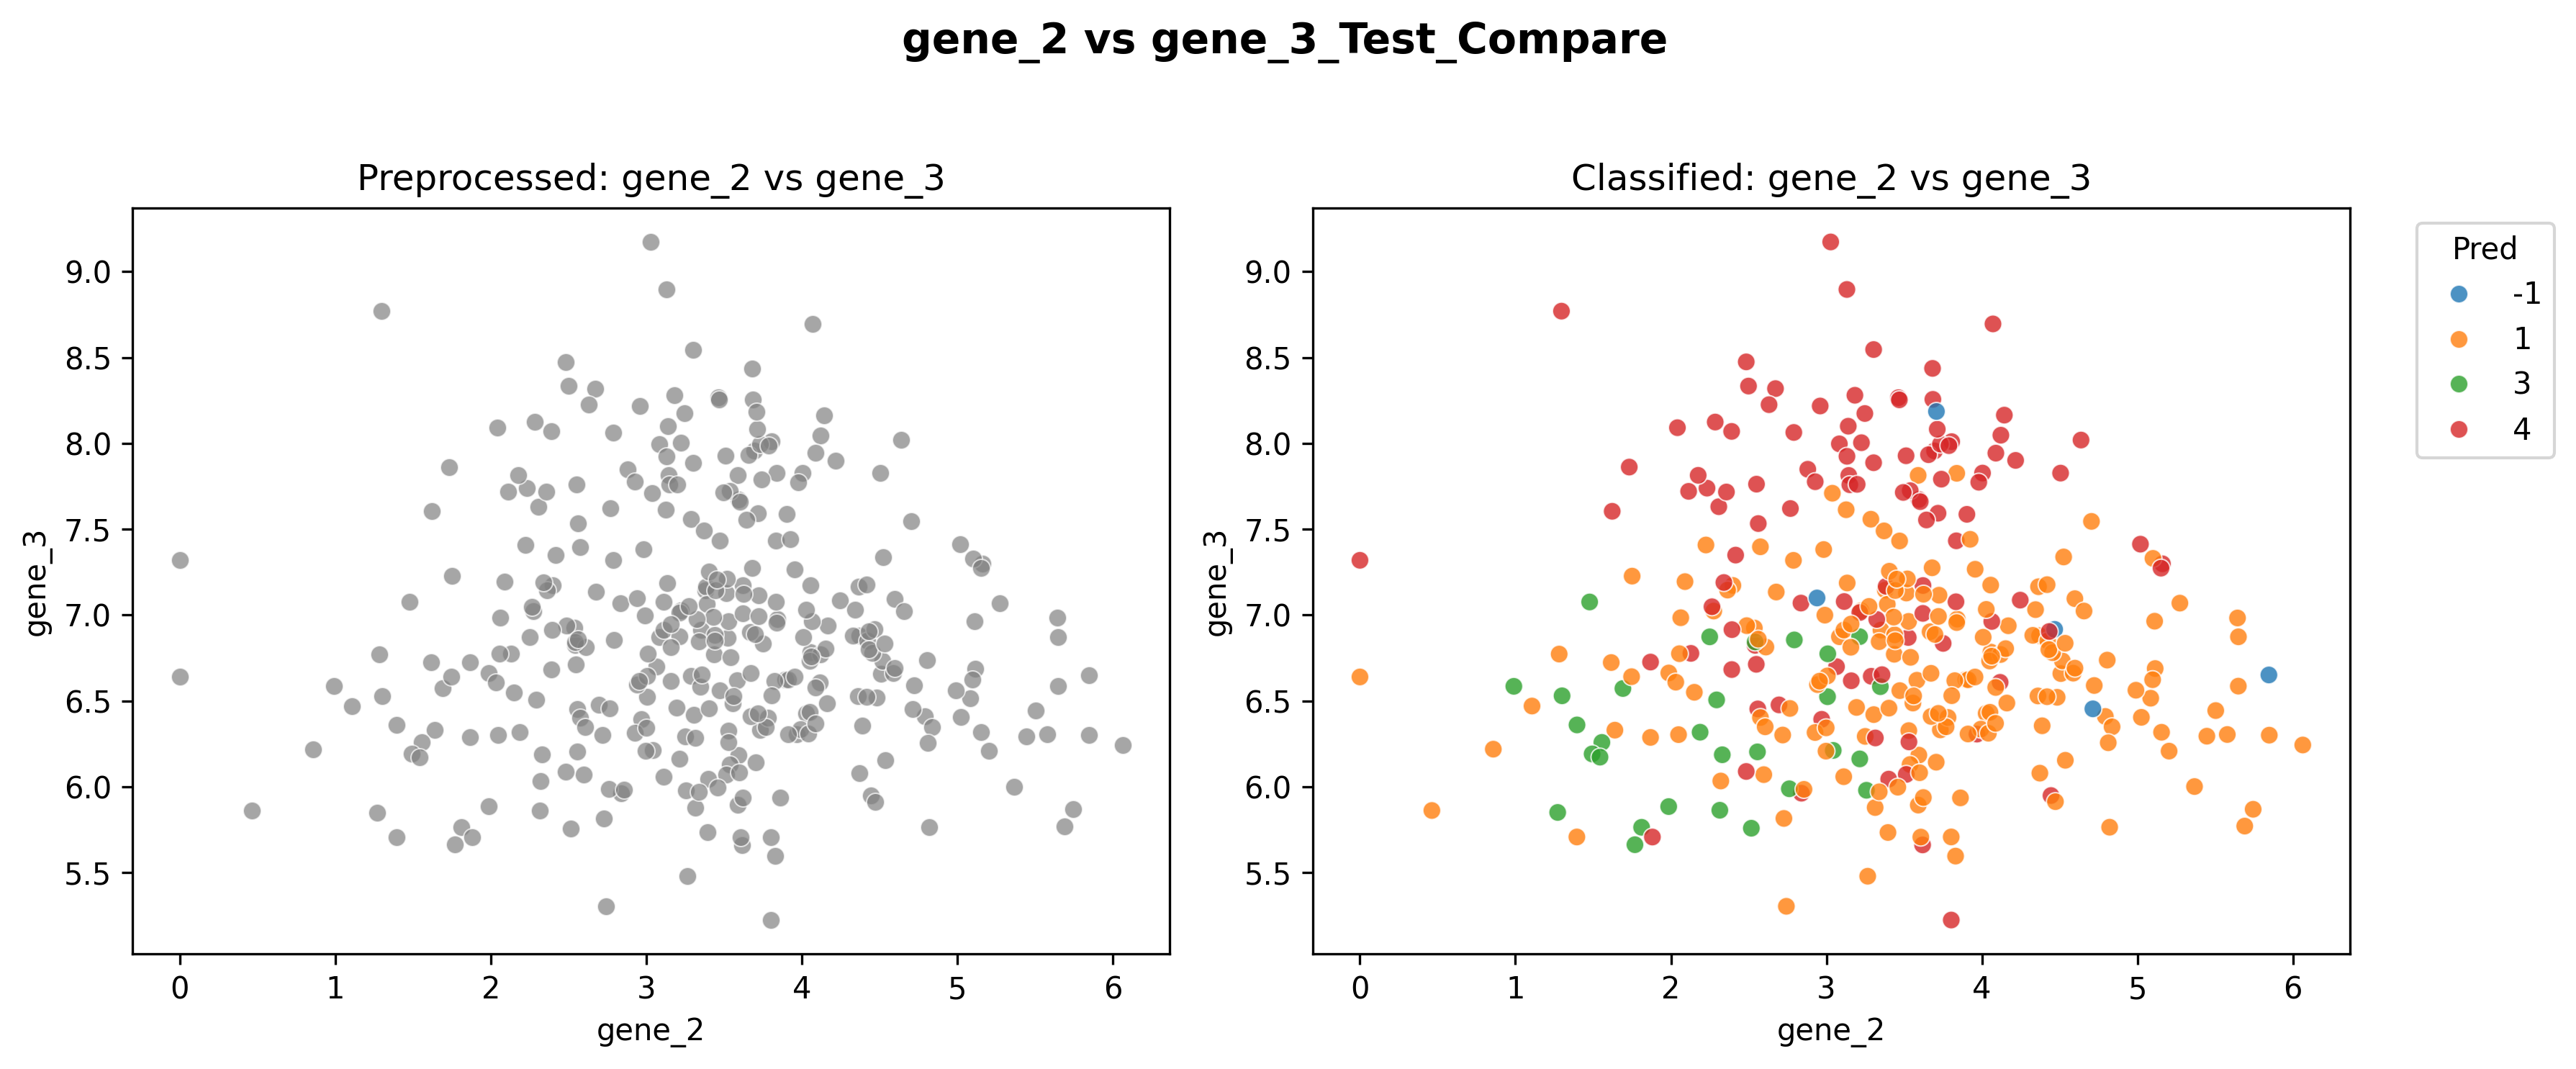 gene_2 vs gene_3_Test_Compare
Preprocessed: gene_2 vs gene_3
9.0
8.5
8.0
7.5
7.0
6.5
6.0
5.5
gene_3
0 1 2 3 4 5 6
gene_2
Classified: gene_2 vs gene_3
9.0
8.5
8.0
7.5
7.0
6.5
6.0
5.5
gene_3
0 1 2 3 4 5 6
gene_2
Pred
-1
1
3
4